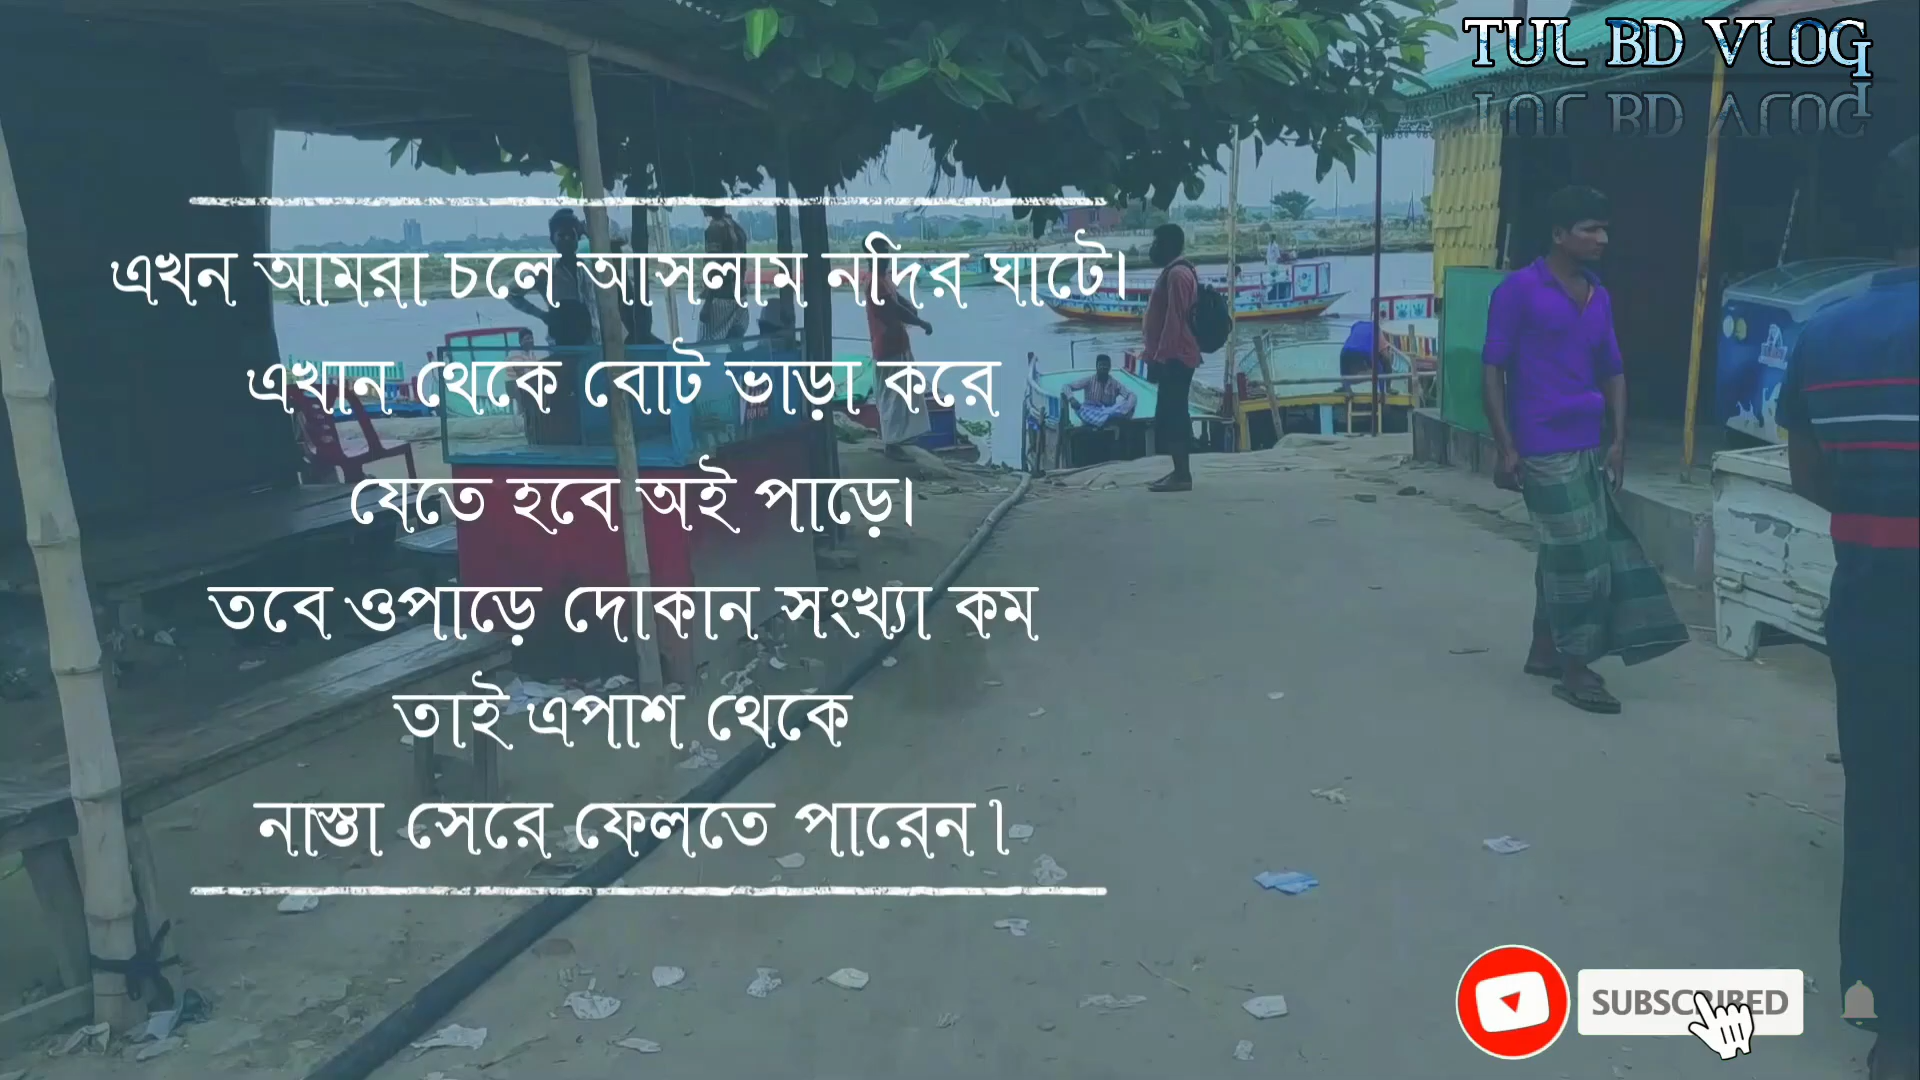 TUL BD VLOG
এখন আমরা চলে আসলাম নদির ঘাটে।
এখান থেকে বোট ভাড়া করে
যেতে হবে অই পাড়ে।
তবে ওপাড়ে দোকান সংখ্যা কম
তাই এপাশ থেকে
নাস্তা সেরে ফেলতে পারেন।
SUBSCRIBED